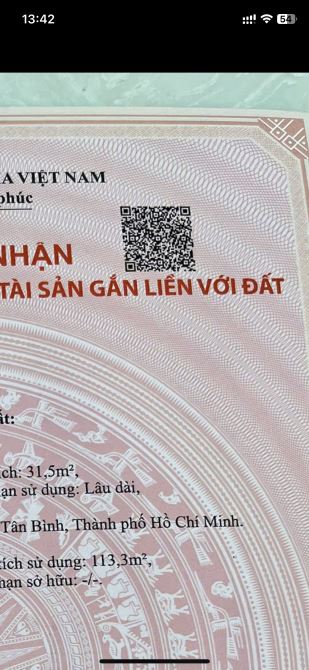 13:42
54
A VIỆT NAM
phúc
NHẬN
TÀI SẢN GẮN LIỀN VỚI ĐẤT
ất:
ích: 31,5m²,
ạn sử dụng: Lâu dài,
Tân Bình, Thành phố Hồ Chí Minh.
tích sử dụng: 113,3m²,
hạn sở hữu: -/-.